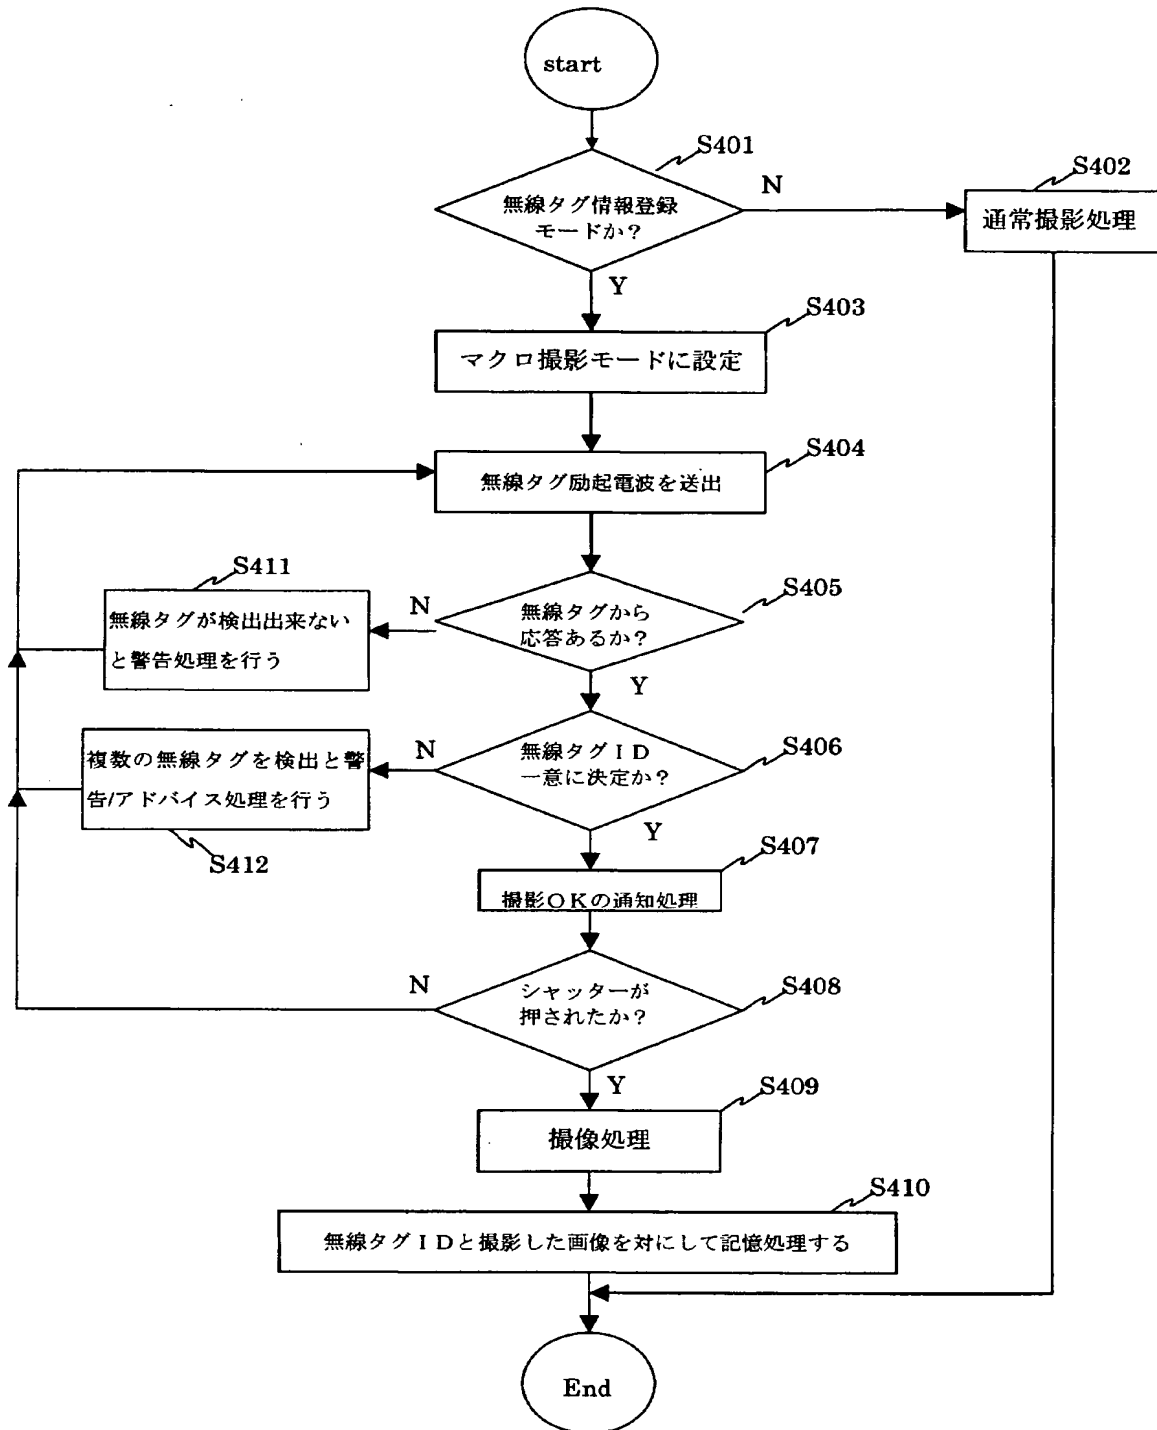 start
S401
無線タグ情報登録
モードか?
N
S402
通常撮影処理
Y
S403
マクロ撮影モードに設定
S404
無線タグ励起電波を送出
S411
無線タグが検出出来ない
と警告処理を行う
N
S405
無線タグから
応答あるか?
Y
複数の無線タグを検出と警
告/アドバイス処理を行う
S412
N
S406
無線タグID
一意に決定か?
Y
S407
撮影OKの通知処理
N
S408
シャッターが
押されたか?
Y
S409
撮像処理
S410
無線タグIDと撮影した画像を対にして記憶処理する
End